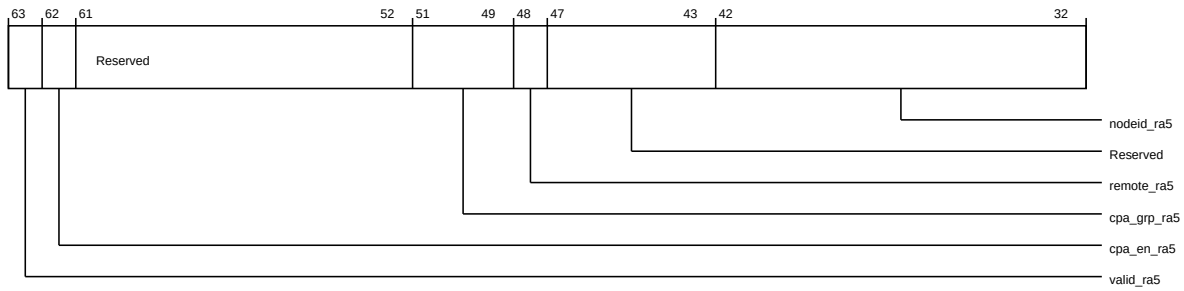 63 62 61 52 51 49 48 47 43 42 32
Reserved
nodeid_ra5
Reserved
remote_ra5
cpa_grp_ra5
cpa_en_ra5
valid_ra5